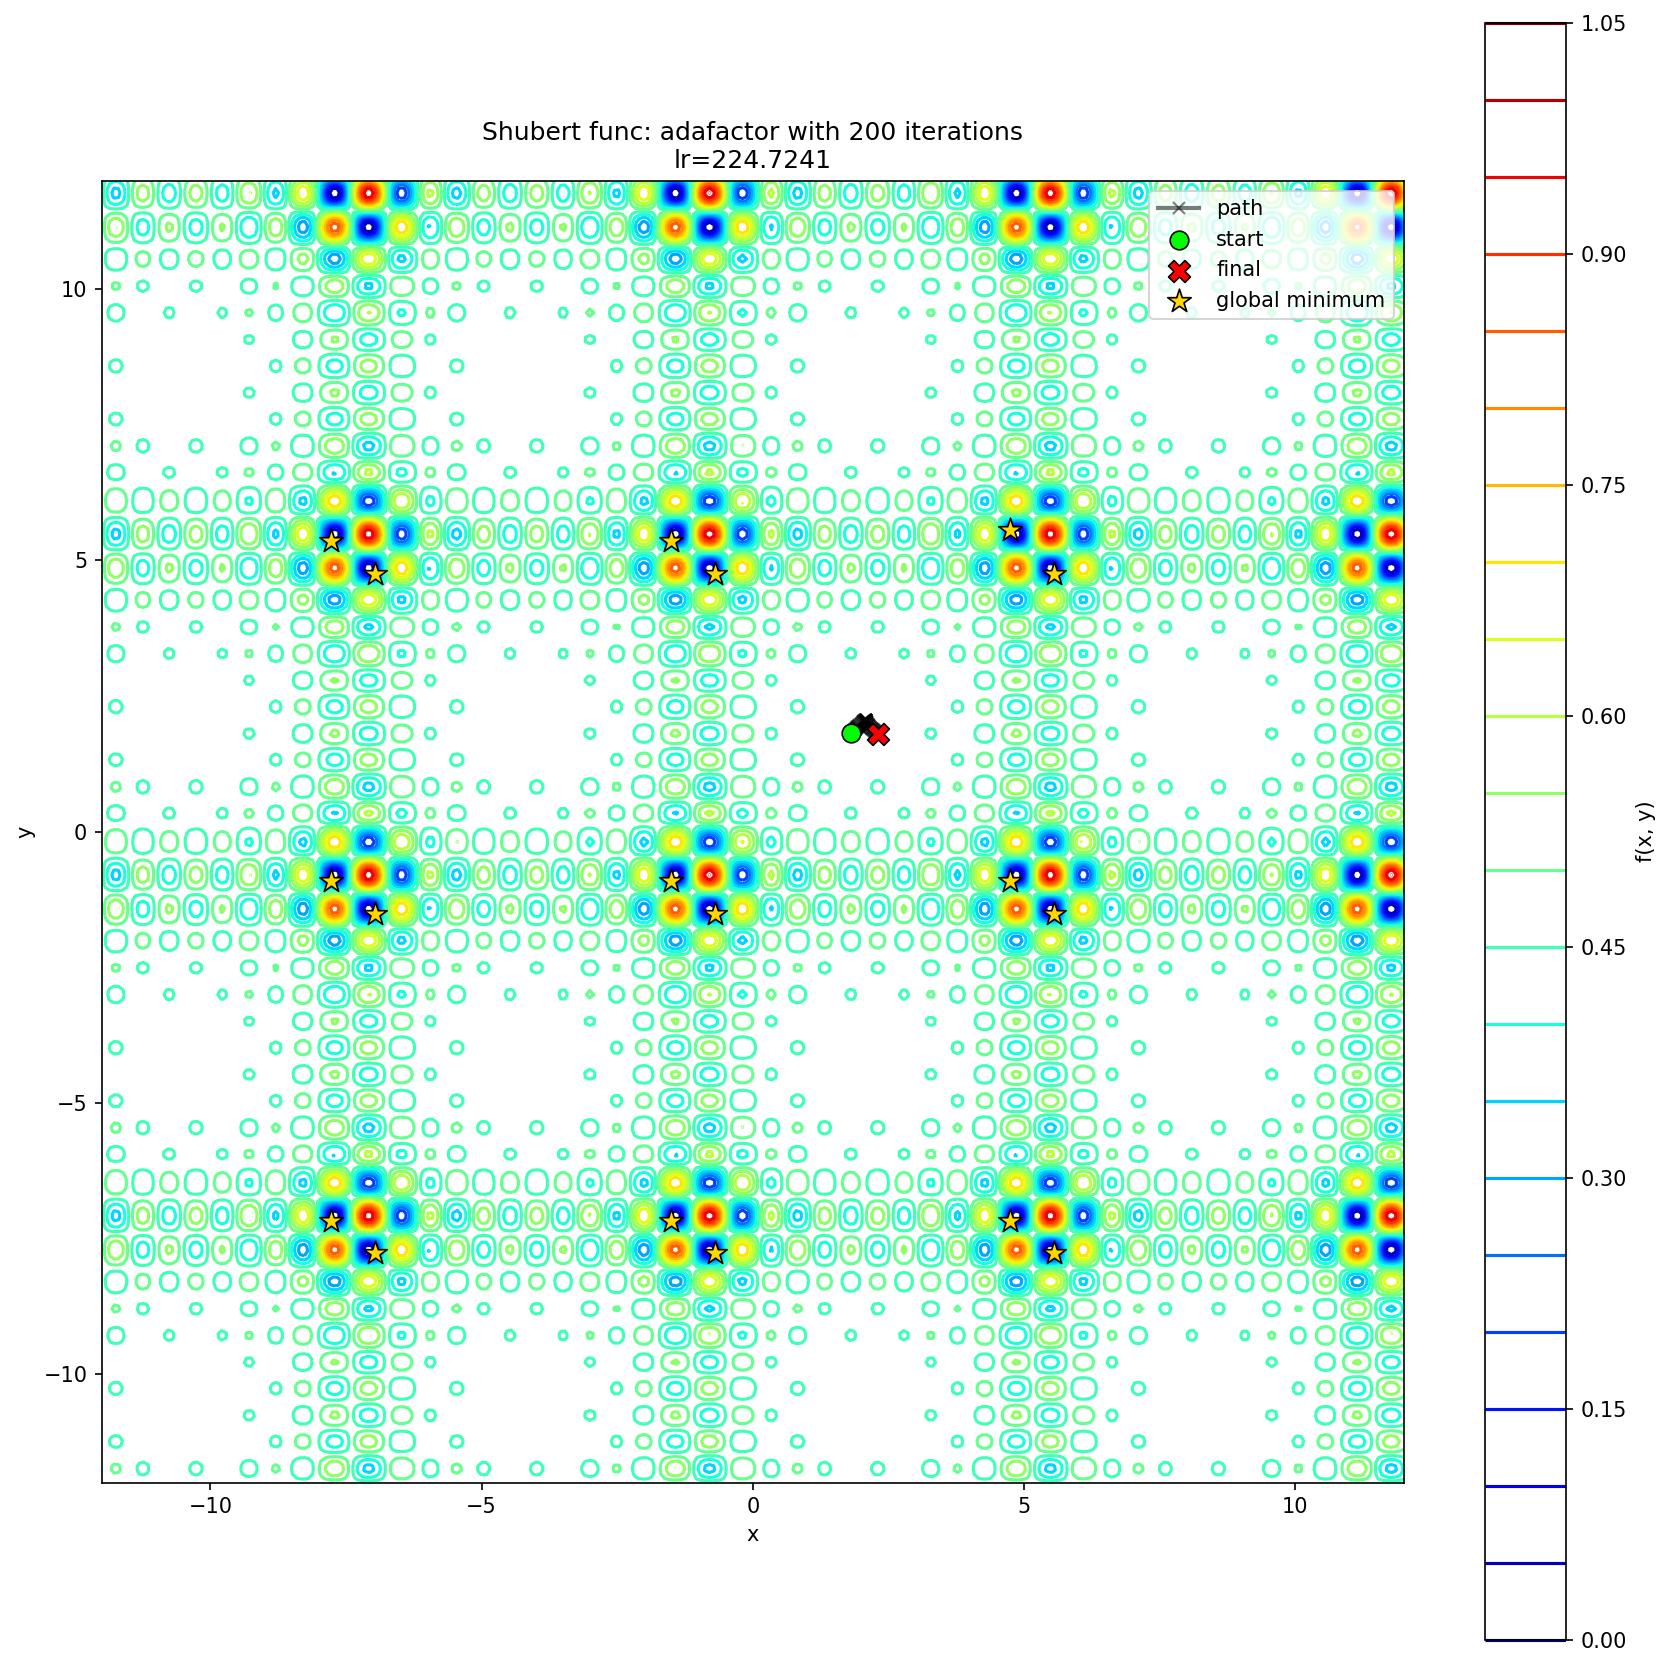 Shubert func: adafactor with 200 iterations
lr=224.7241
path
start
final
global minimum
10
5
0
−5
−10
y
−10
−5
0
5
10
x
1.05
0.90
0.75
0.60
0.45
0.30
0.15
0.00
f(x, y)